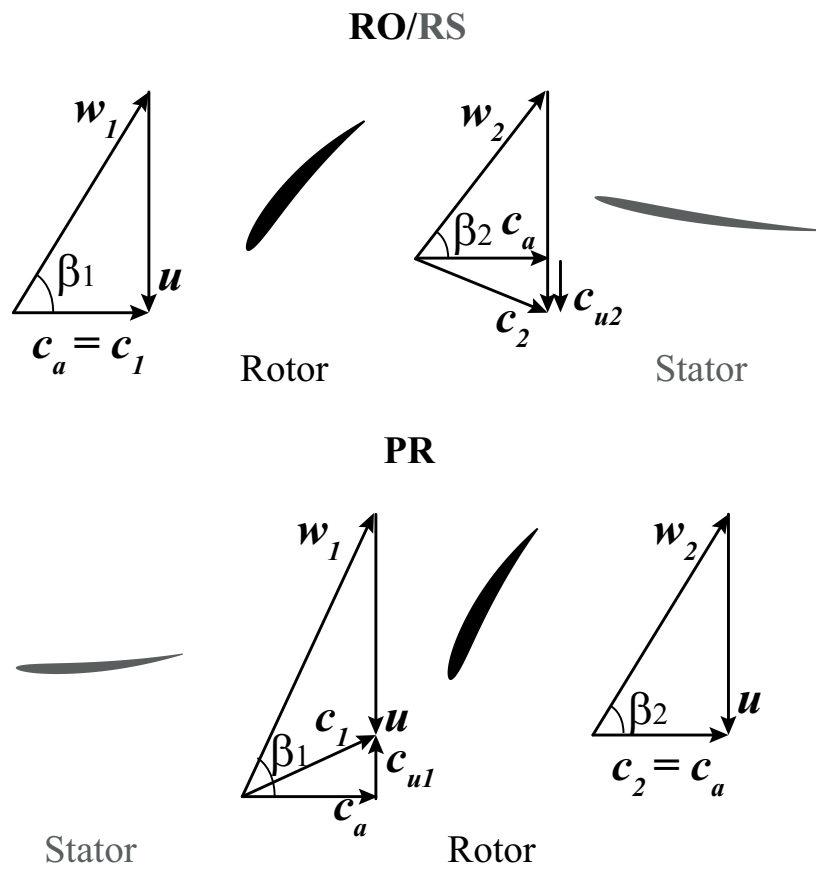 RO/RS
w1
β1
u
ca = c1
Rotor
w2
β2
ca
c2
cu2
Stator
PR
w1
c1
β1
u
cu1
ca
Stator
Rotor
w2
β2
u
c2 = ca